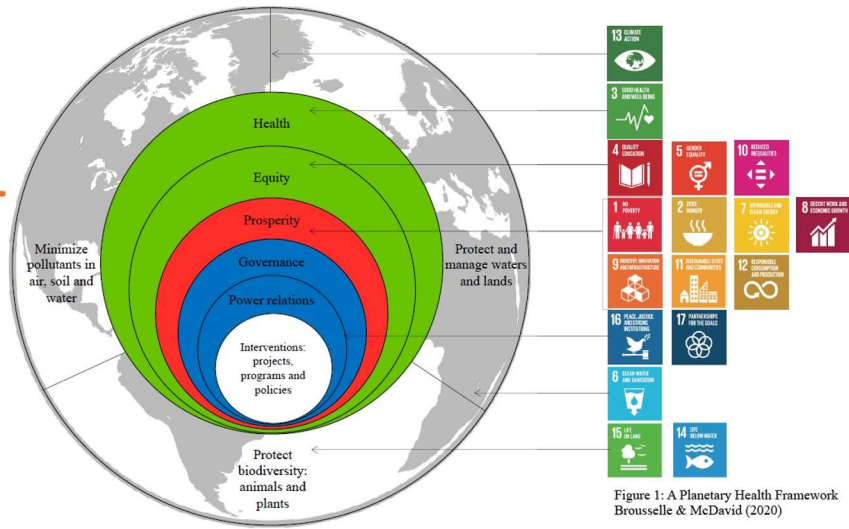 Health
Equity
Prosperity
Governance
Power relations
Interventions:
projects,
programs and
policies
Minimize
pollutants in
air, soil and
water
Protect and
manage waters
and lands
Protect
biodiversity:
animals and
plants
13 CLIMATE
ACTION
3 GOOD HEALTH
AND WELL-BEING
4 QUALITY
EDUCATION
5 GENDER
EQUALITY
10 REDUCED
INEQUALITIES
1 NO
POVERTY
2 ZERO
HUNGER
7 AFFORDABLE AND
CLEAN ENERGY
8 DECENT WORK AND
ECONOMIC GROWTH
9 INDUSTRY, INNOVATION
AND INFRASTRUCTURE
11 SUSTAINABLE CITIES
AND COMMUNITIES
12 RESPONSIBLE
CONSUMPTION
AND PRODUCTION
16 PEACE, JUSTICE
AND STRONG
INSTITUTIONS
17 PARTNERSHIPS
FOR THE GOALS
6 CLEAN WATER
AND SANITATION
15 LIFE
ON LAND
14 LIFE
BELOW WATER
Figure 1: A Planetary Health Framework
Brousselle & McDavid (2020)